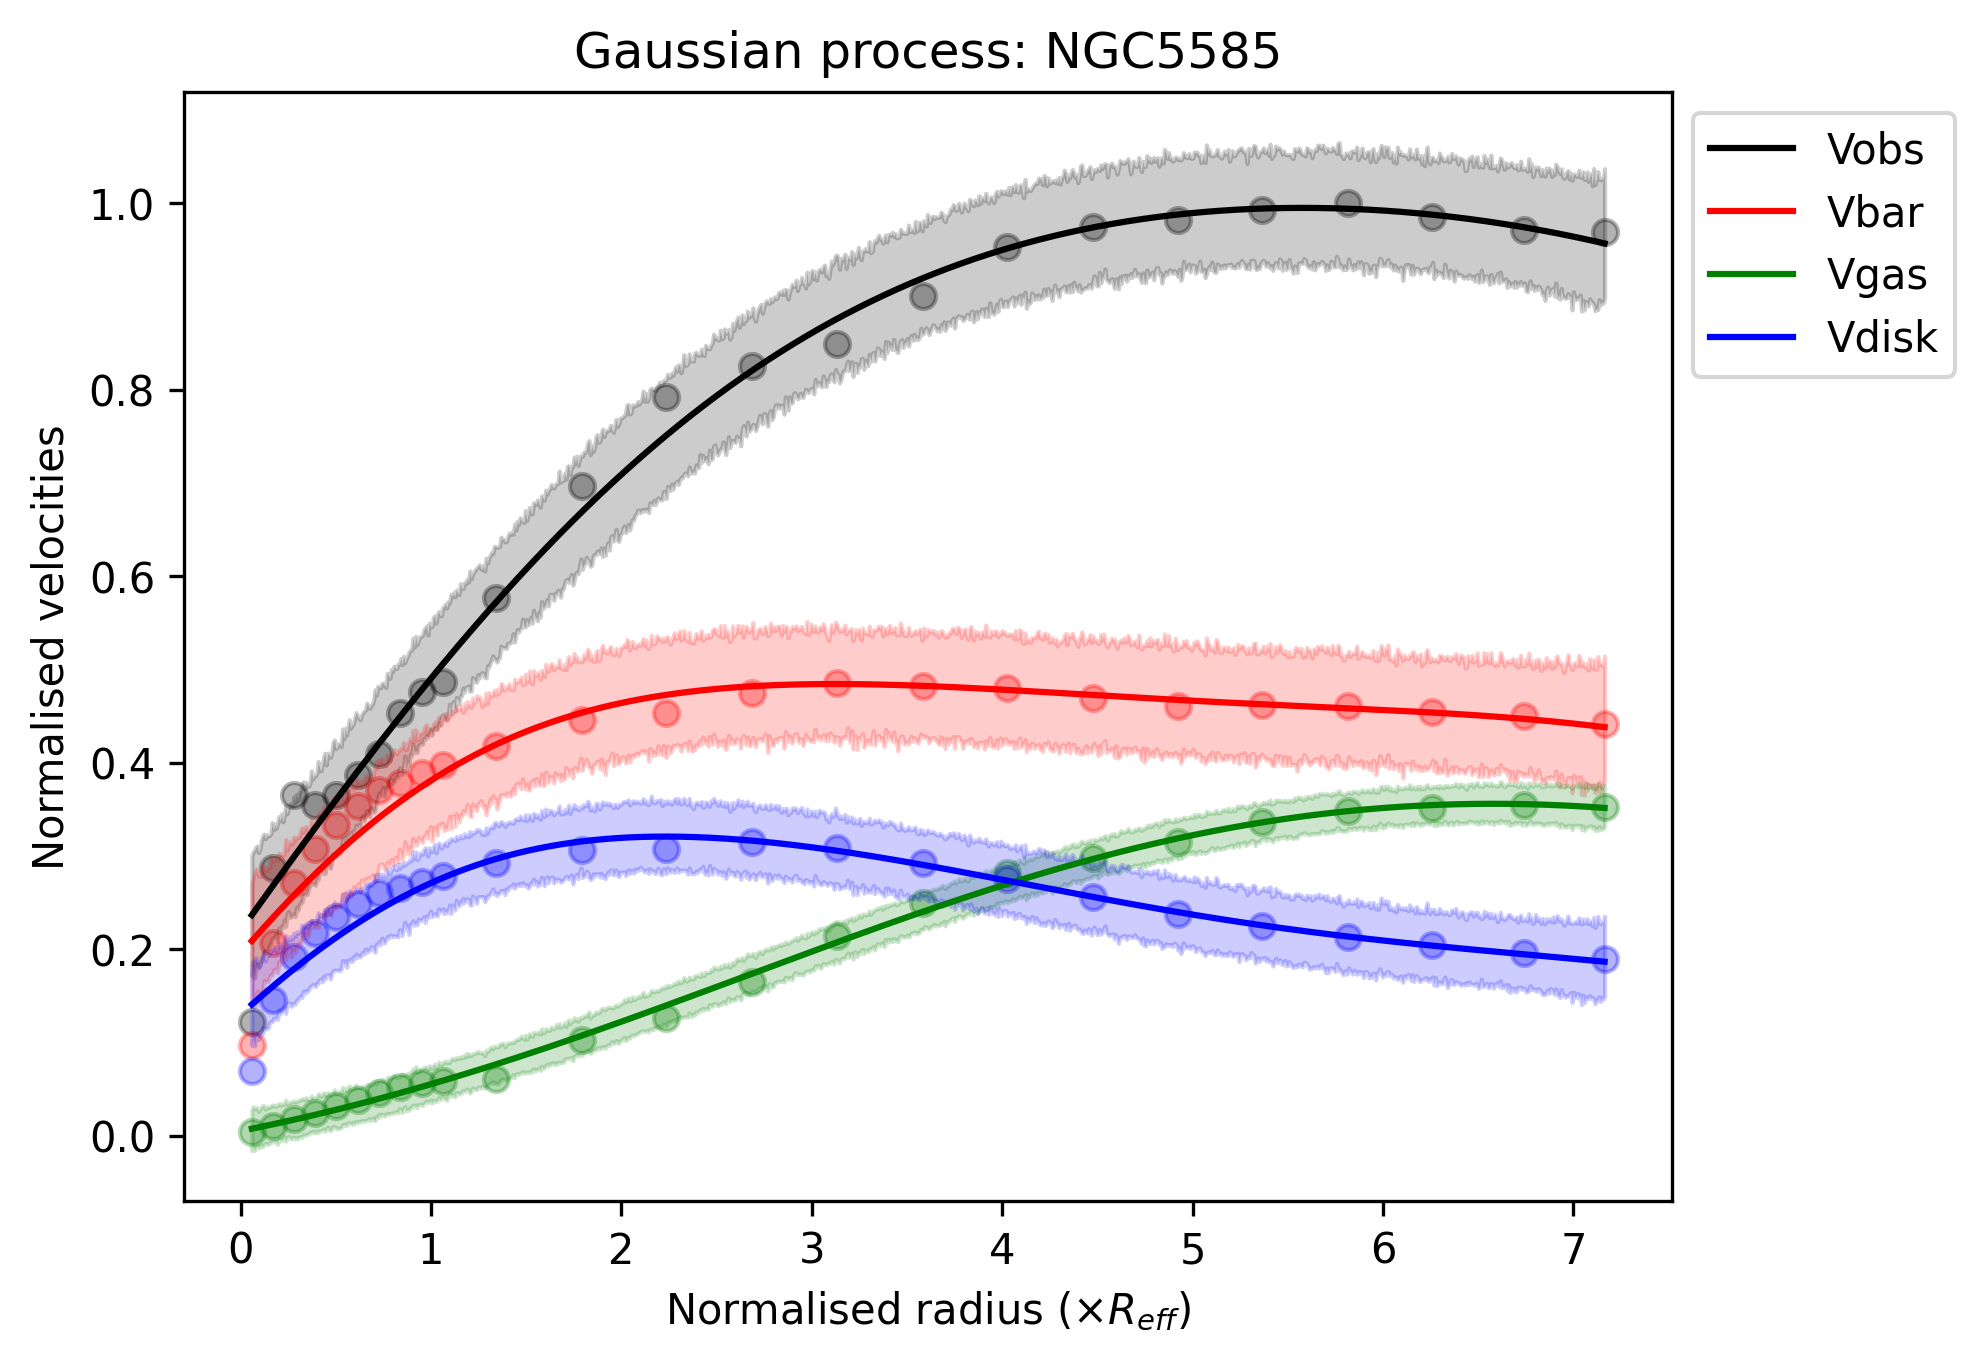 Gaussian process: NGC5585
Vobs
Vbar
Vgas
Vdisk
Normalised velocities
1.0
0.8
0.6
0.4
0.2
0.0
0 1 2 3 4 5 6 7
Normalised radius (×R_eff)